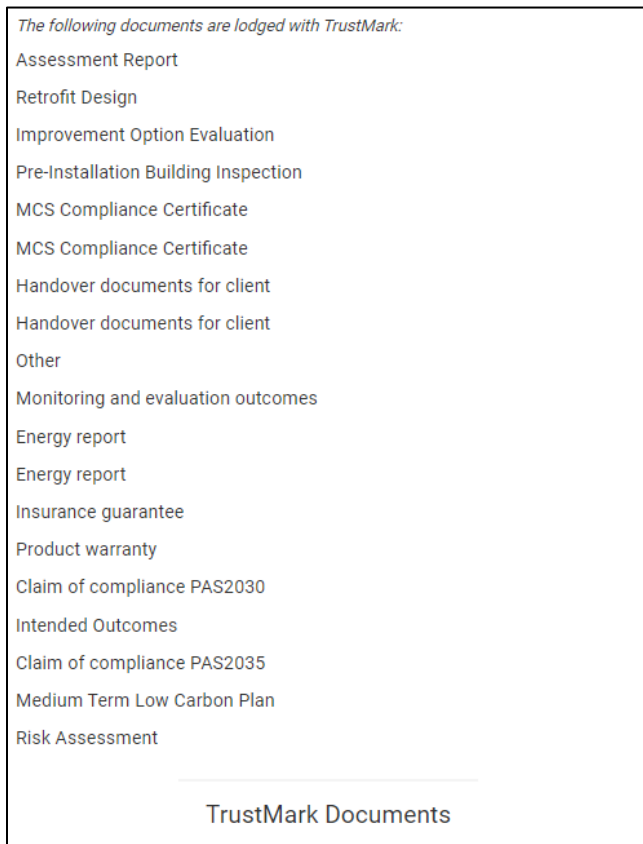 The following documents are lodged with TrustMark:
Assessment Report
Retrofit Design
Improvement Option Evaluation
Pre-Installation Building Inspection
MCS Compliance Certificate
MCS Compliance Certificate
Handover documents for client
Handover documents for client
Other
Monitoring and evaluation outcomes
Energy report
Energy report
Insurance guarantee
Product warranty
Claim of compliance PAS2030
Intended Outcomes
Claim of compliance PAS2035
Medium Term Low Carbon Plan
Risk Assessment
TrustMark Documents